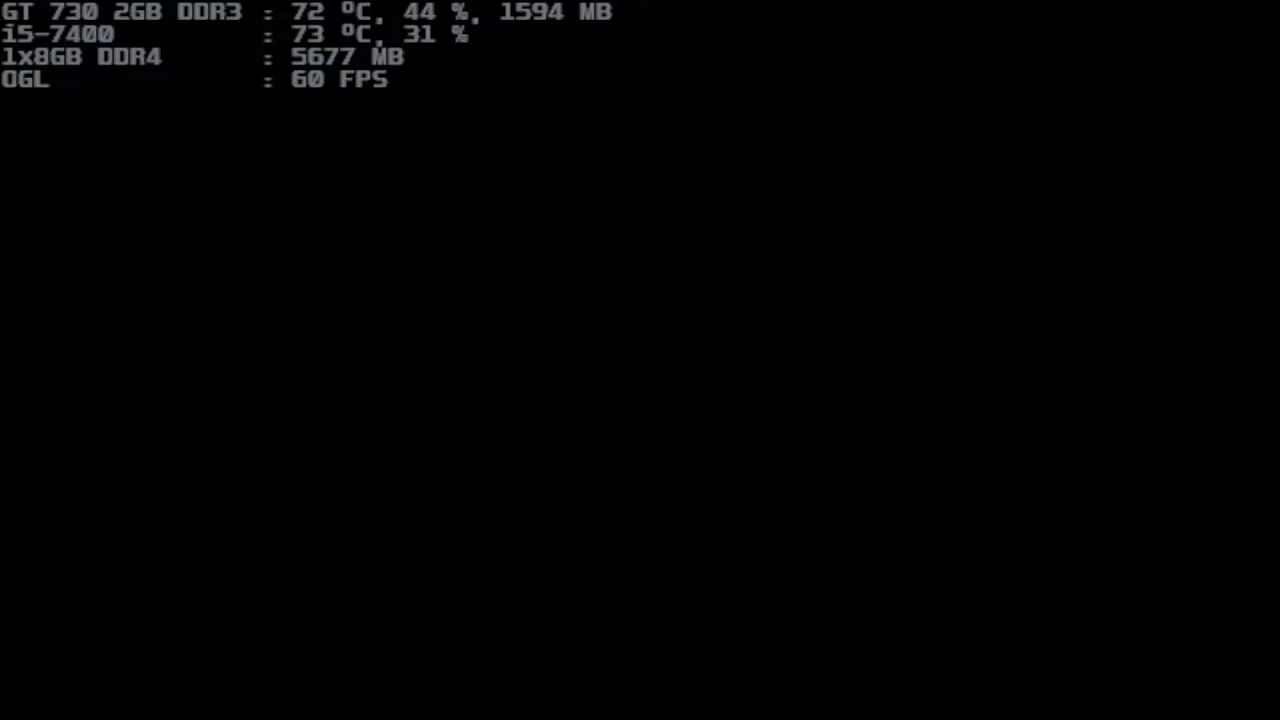 GT 730 2GB DDR3 : 72 ºC, 44 %, 1594 MB
i5-7400 : 73 ºC, 31 %
1x8GB DDR4 : 5677 MB
OGL : 60 FPS